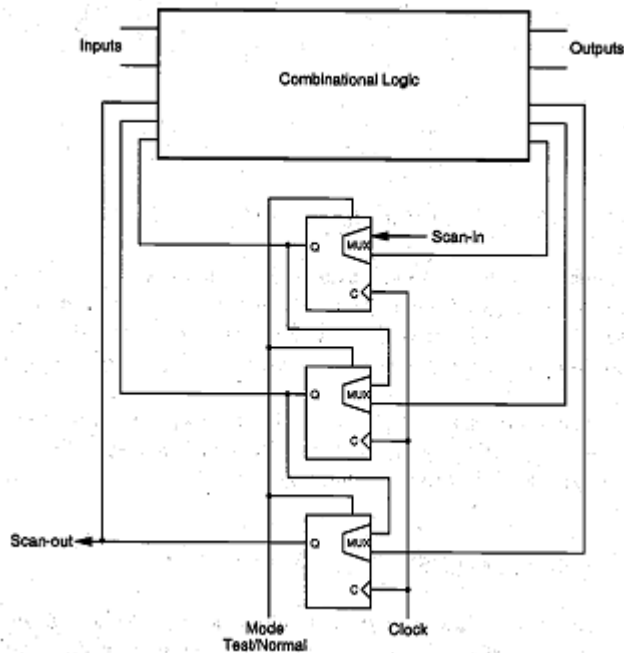 Inputs
Outputs
Combinational Logic
Q
MUX
Scan-in
C
Q
MUX
C
Scan-out
Q
MUX
C
Mode
Test/Normal
Clock